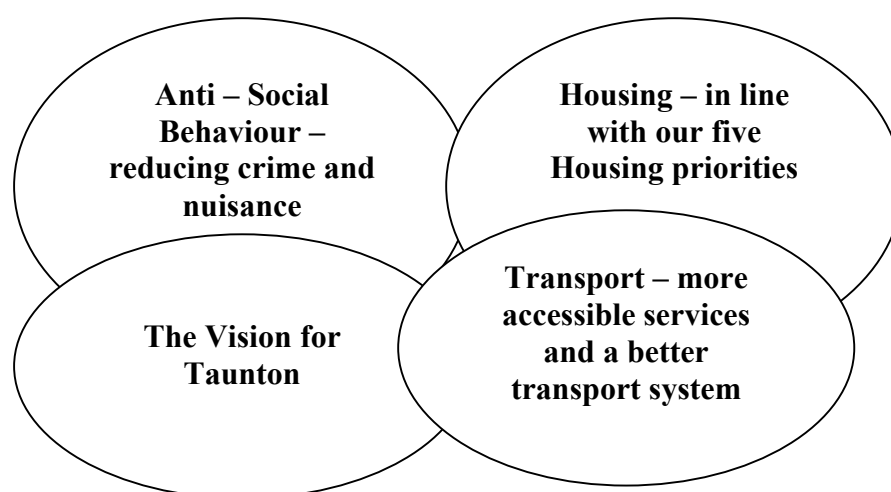 Anti – Social
Behaviour –
reducing crime and
nuisance
Housing – in line
with our five
Housing priorities
The Vision for
Taunton
Transport – more
accessible services
and a better
transport system